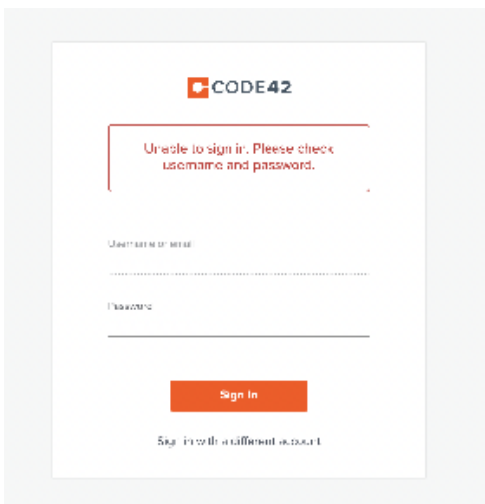 CODE42
Unable to sign in. Please check
username and password.
Username or email
Password
Sign In
Sign in with a different account